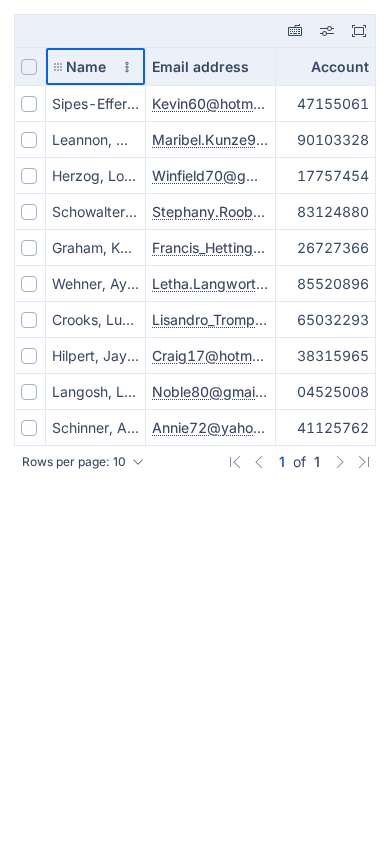 Name Email address Account
Sipes-Effer... Kevin60@hotm... 47155061
Leannon, ... Maribel.Kunze9... 90103328
Herzog, Lo... Winfield70@g... 17757454
Schowalter... Stephany.Roob... 83124880
Graham, K... Francis_Hetting... 26727366
Wehner, Ay... Letha.Langwort... 85520896
Crooks, Lu... Lisandro_Tromp... 65032293
Hilpert, Jay... Craig17@hotm... 38315965
Langosh, L... Noble80@gmai... 04525008
Schinner, A... Annie72@yaho... 41125762
Rows per page: 10 1 of 1